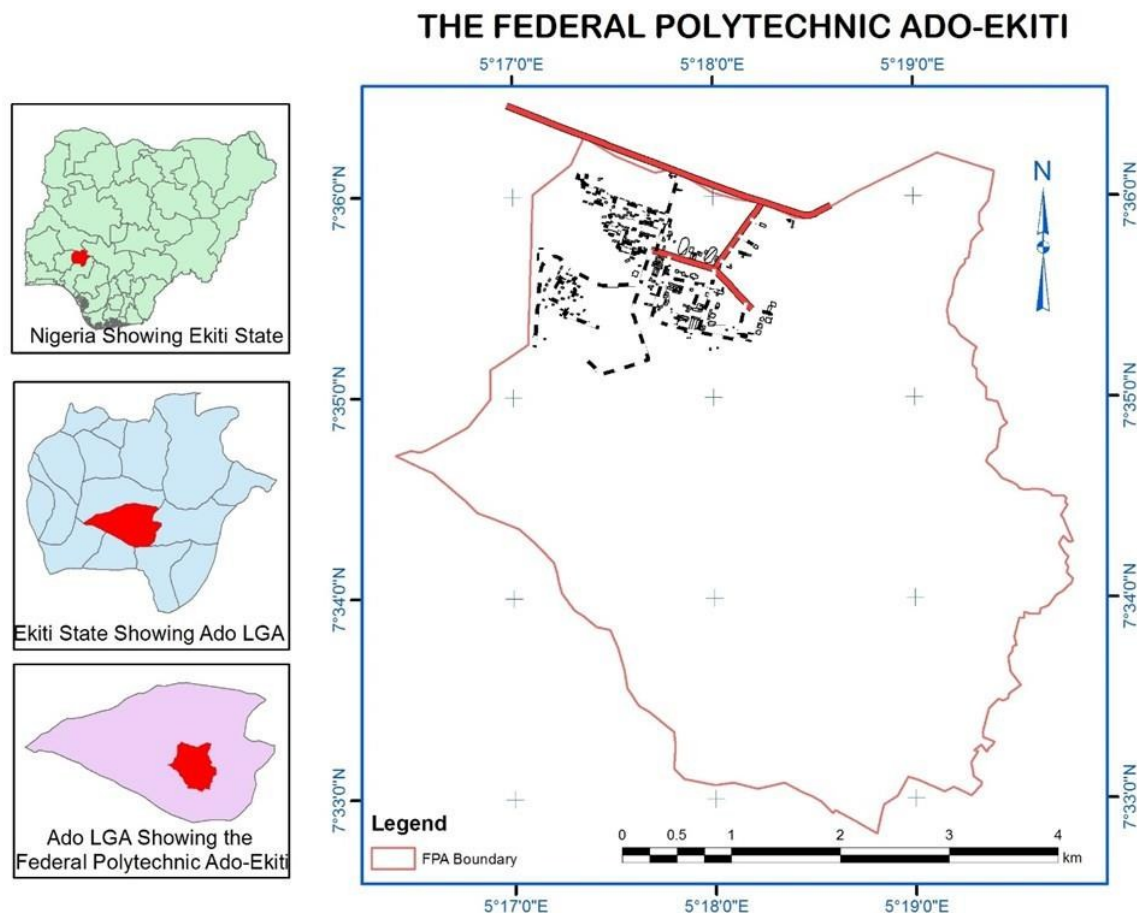 THE FEDERAL POLYTECHNIC ADO-EKITI
5°17'0"E 5°18'0"E 5°19'0"E
Nigeria Showing Ekiti State
Ekiti State Showing Ado LGA
Ado LGA Showing the
Federal Polytechnic Ado-Ekiti
N
7°36'0"N 7°36'0"N
7°35'0"N 7°35'0"N
7°34'0"N 7°34'0"N
7°33'0"N 7°33'0"N
Legend
FPA Boundary
0 0.5 1 2 3 4
km
5°17'0"E 5°18'0"E 5°19'0"E